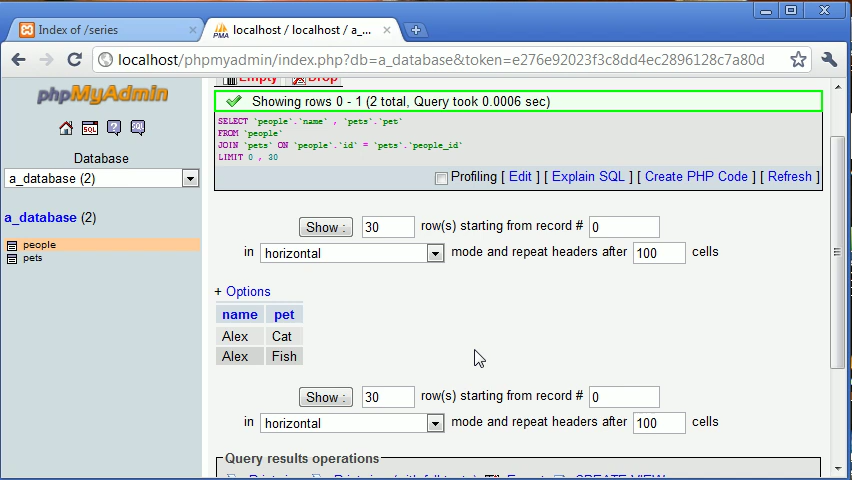 Index of /series
localhost / localhost / a_...
localhost/phpmyadmin/index.php?db=a_database&token=e276e92023f3c8dd4ec2896128c7a80d
phpMyAdmin
PMA
SQL
Database
a_database (2)
a_database (2)
people
pets
Empty Drop
Showing rows 0 - 1 (2 total, Query took 0.0006 sec)
SELECT `people`.`name` , `pets`.`pet`
FROM `people`
JOIN `pets` ON `people`.`id` = `pets`.`people_id`
LIMIT 0 , 30
Profiling [ Edit ] [ Explain SQL ] [ Create PHP Code ] [ Refresh ]
Show : 30 row(s) starting from record # 0
in horizontal mode and repeat headers after 100 cells
+ Options
name pet
Alex Cat
Alex Fish
Show : 30 row(s) starting from record # 0
in horizontal mode and repeat headers after 100 cells
Query results operations
CREATE VIEW